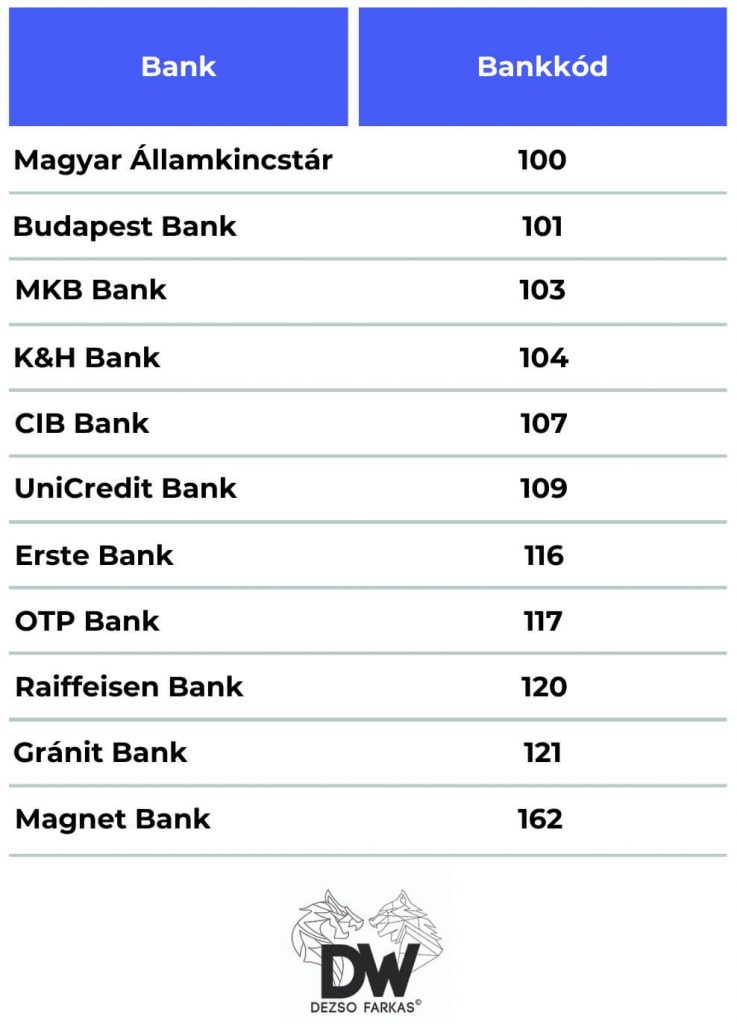 Bank Bankkód
Magyar Államkincstár 100
Budapest Bank 101
MKB Bank 103
K&H Bank 104
CIB Bank 107
UniCredit Bank 109
Erste Bank 116
OTP Bank 117
Raiffeisen Bank 120
Gránit Bank 121
Magnet Bank 162
DW
DEZSO FARKAS©